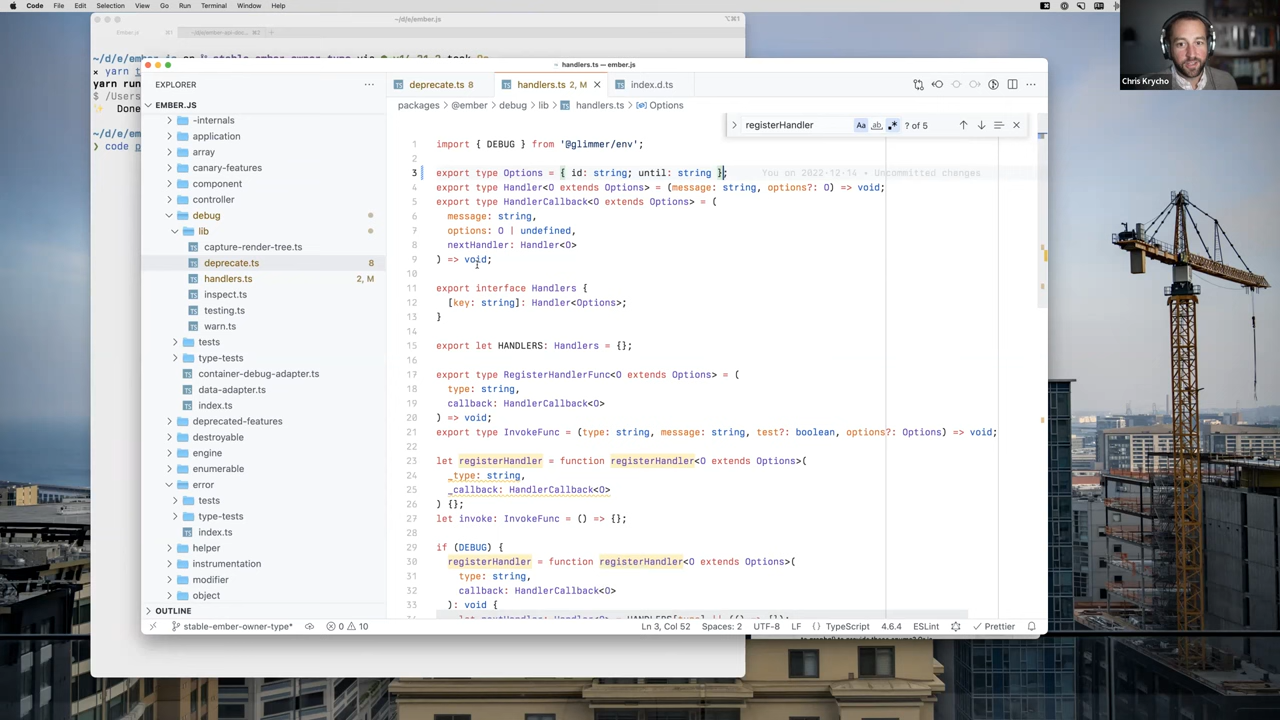 Code File Edit Selection View Go Run Terminal Window Help
~/d/e/ember.js
⌥⌘1
Chris Krycho
handlers.ts — ember.js
EXPLORER
deprecate.ts 8
handlers.ts 2, M
index.d.ts
EMBER.JS
packages > @ember > debug > lib > handlers.ts > Options
-internals
application
array
canary-features
component
controller
debug
lib
capture-render-tree.ts
deprecate.ts 8
handlers.ts 2, M
inspect.ts
testing.ts
warn.ts
tests
type-tests
container-debug-adapter.ts
data-adapter.ts
index.ts
deprecated-features
destroyable
engine
enumerable
error
tests
type-tests
index.ts
helper
instrumentation
modifier
object
OUTLINE
registerHandler
Aa
ab
? of 5
1 import { DEBUG } from '@glimmer/env';
2
3 export type Options = { id: string; until: string }; You on 2022-12-14 • Uncommitted changes
4 export type Handler<O extends Options> = (message: string, options?: O) => void;
5 export type HandlerCallback<O extends Options> = (
6 message: string,
7 options: O | undefined,
8 nextHandler: Handler<O>
9 ) => void;
10
11 export interface Handlers {
12 [key: string]: Handler<Options>;
13 }
14
15 export let HANDLERS: Handlers = {};
16
17 export type RegisterHandlerFunc<O extends Options> = (
18 type: string,
19 callback: HandlerCallback<O>
20 ) => void;
21 export type InvokeFunc = (type: string, message: string, test?: boolean, options?: Options) => void;
22
23 let registerHandler = function registerHandler<O extends Options>(
24 _type: string,
25 _callback: HandlerCallback<O>
26 ) {};
27 let invoke: InvokeFunc = () => {};
28
29 if (DEBUG) {
30 registerHandler = function registerHandler<O extends Options>(
31 type: string,
32 callback: HandlerCallback<O>
33 ): void {
stable-ember-owner-type* 0 10
Ln 3, Col 52 Spaces: 2 UTF-8 LF TypeScript 4.6.4 ESLint Prettier
~/d/e
× yarn t
yarn run
$ /Users
Done
~/d/e
code p